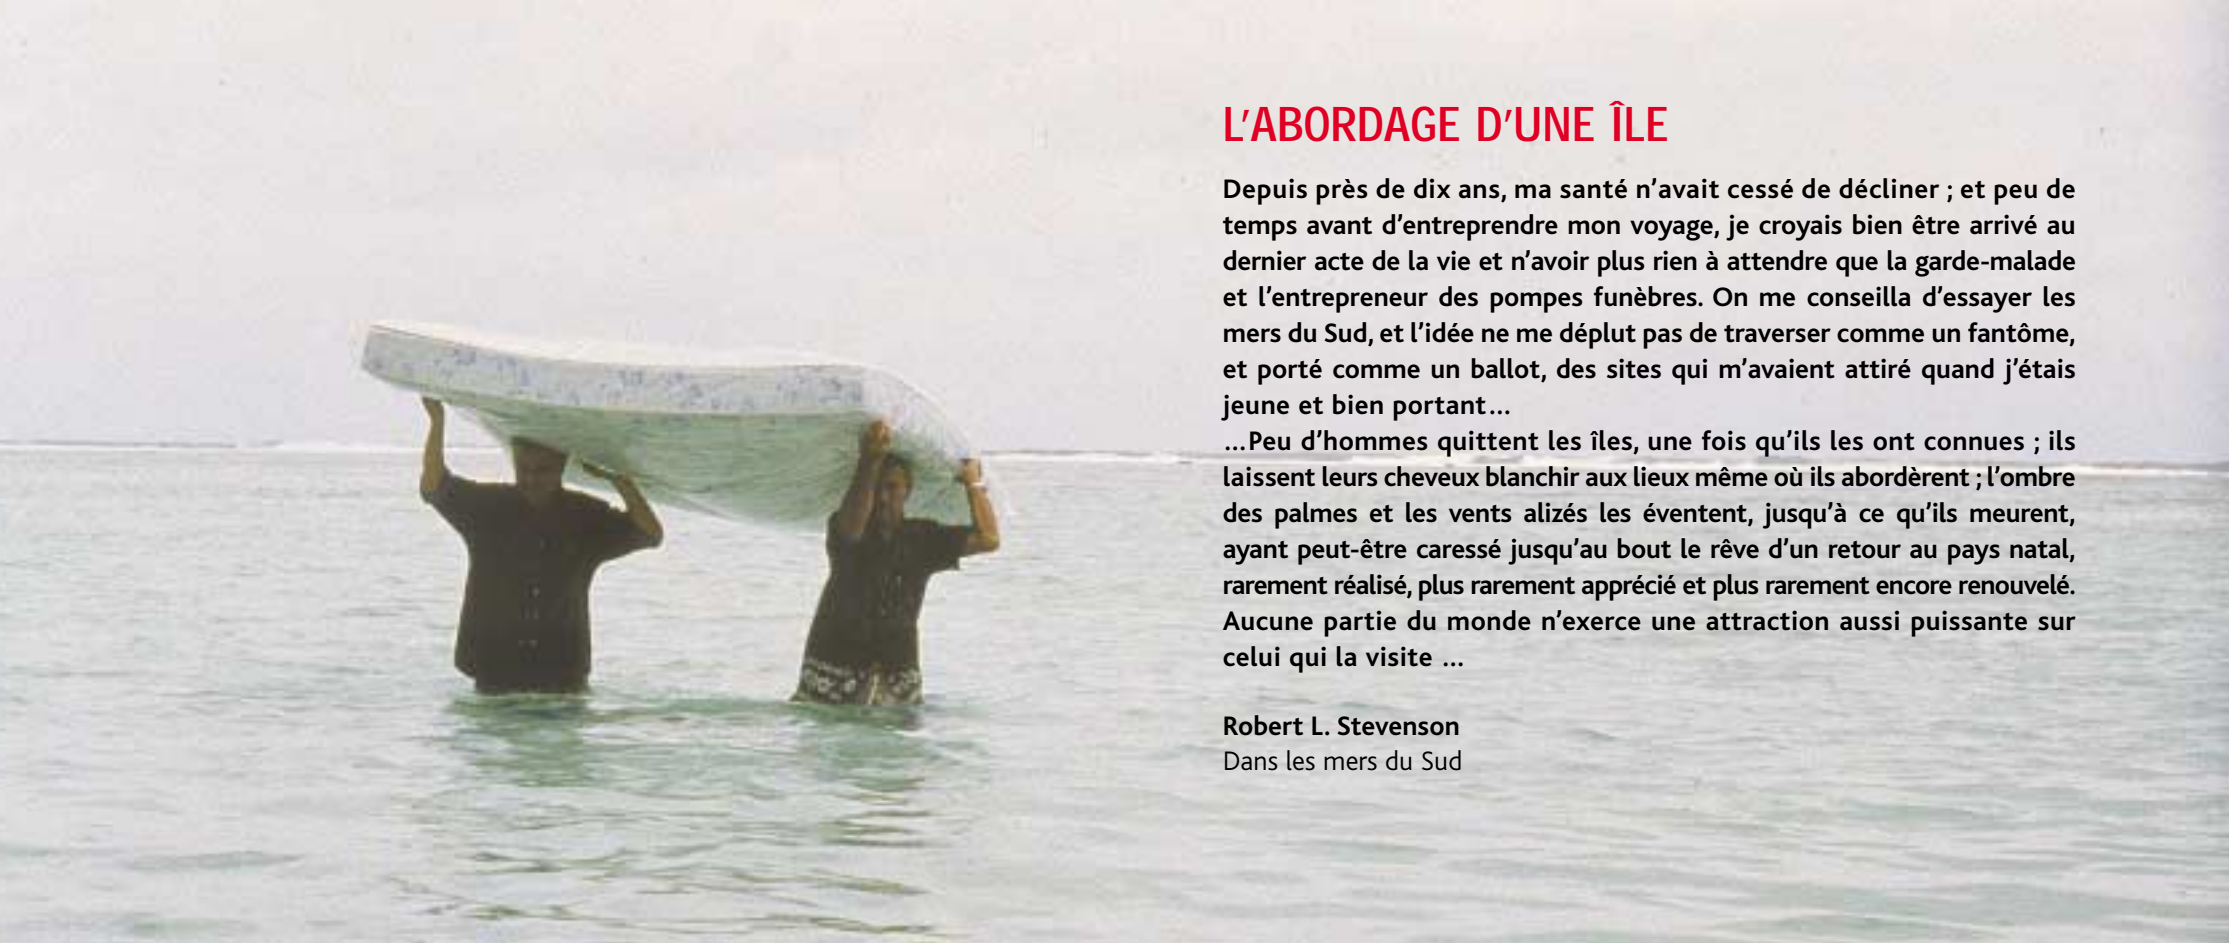 L'ABORDAGE D'UNE ÎLE
Depuis près de dix ans, ma santé n'avait cessé de décliner ; et peu de
temps avant d'entreprendre mon voyage, je croyais bien être arrivé au
dernier acte de la vie et n'avoir plus rien à attendre que la garde-malade
et l'entrepreneur des pompes funèbres. On me conseilla d'essayer les
mers du Sud, et l'idée ne me déplut pas de traverser comme un fantôme,
et porté comme un ballot, des sites qui m'avaient attiré quand j'étais
jeune et bien portant...
...Peu d'hommes quittent les îles, une fois qu'ils les ont connues ; ils
laissent leurs cheveux blanchir aux lieux même où ils abordèrent ; l'ombre
des palmes et les vents alizés les éventent, jusqu'à ce qu'ils meurent,
ayant peut-être caressé jusqu'au bout le rêve d'un retour au pays natal,
rarement réalisé, plus rarement apprécié et plus rarement encore renouvelé.
Aucune partie du monde n'exerce une attraction aussi puissante sur
celui qui la visite ...
Robert L. Stevenson
Dans les mers du Sud